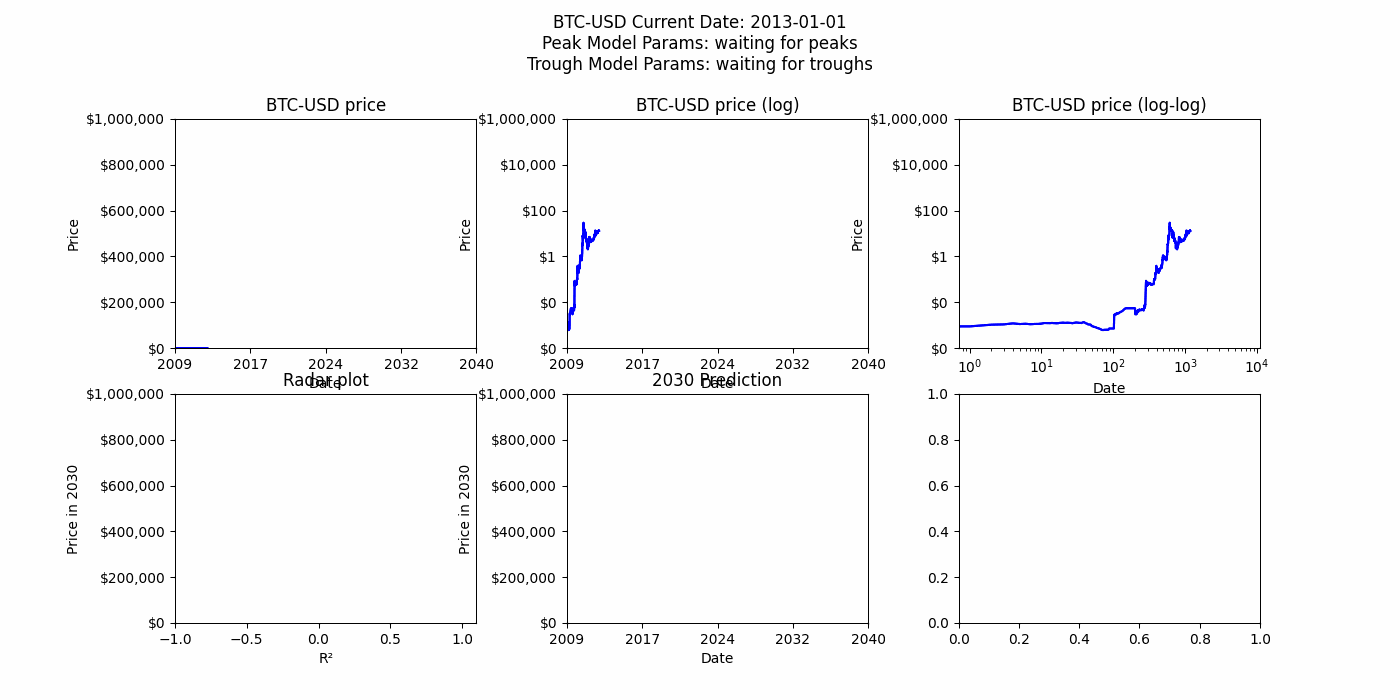 BTC-USD Current Date: 2013-01-01
Peak Model Params: waiting for peaks
Trough Model Params: waiting for troughs
BTC-USD price
$1,000,000
$800,000
$600,000
$400,000
$200,000
$0
Price
2009 2017 2024 2032 2040
Date
BTC-USD price (log)
$1,000,000
$10,000
$100
$1
$0
$0
Price
2009 2017 2024 2032 2040
Date
BTC-USD price (log-log)
$1,000,000
$10,000
$100
$1
$0
$0
Price
10⁰ 10¹ 10² 10³ 10⁴
Date
Radar plot
$1,000,000
$800,000
$600,000
$400,000
$200,000
$0
Price in 2030
−1.0 −0.5 0.0 0.5 1.0
R²
2030 Prediction
$1,000,000
$800,000
$600,000
$400,000
$200,000
$0
Price in 2030
2009 2017 2024 2032 2040
Date
1.0
0.8
0.6
0.4
0.2
0.0
0.0 0.2 0.4 0.6 0.8 1.0